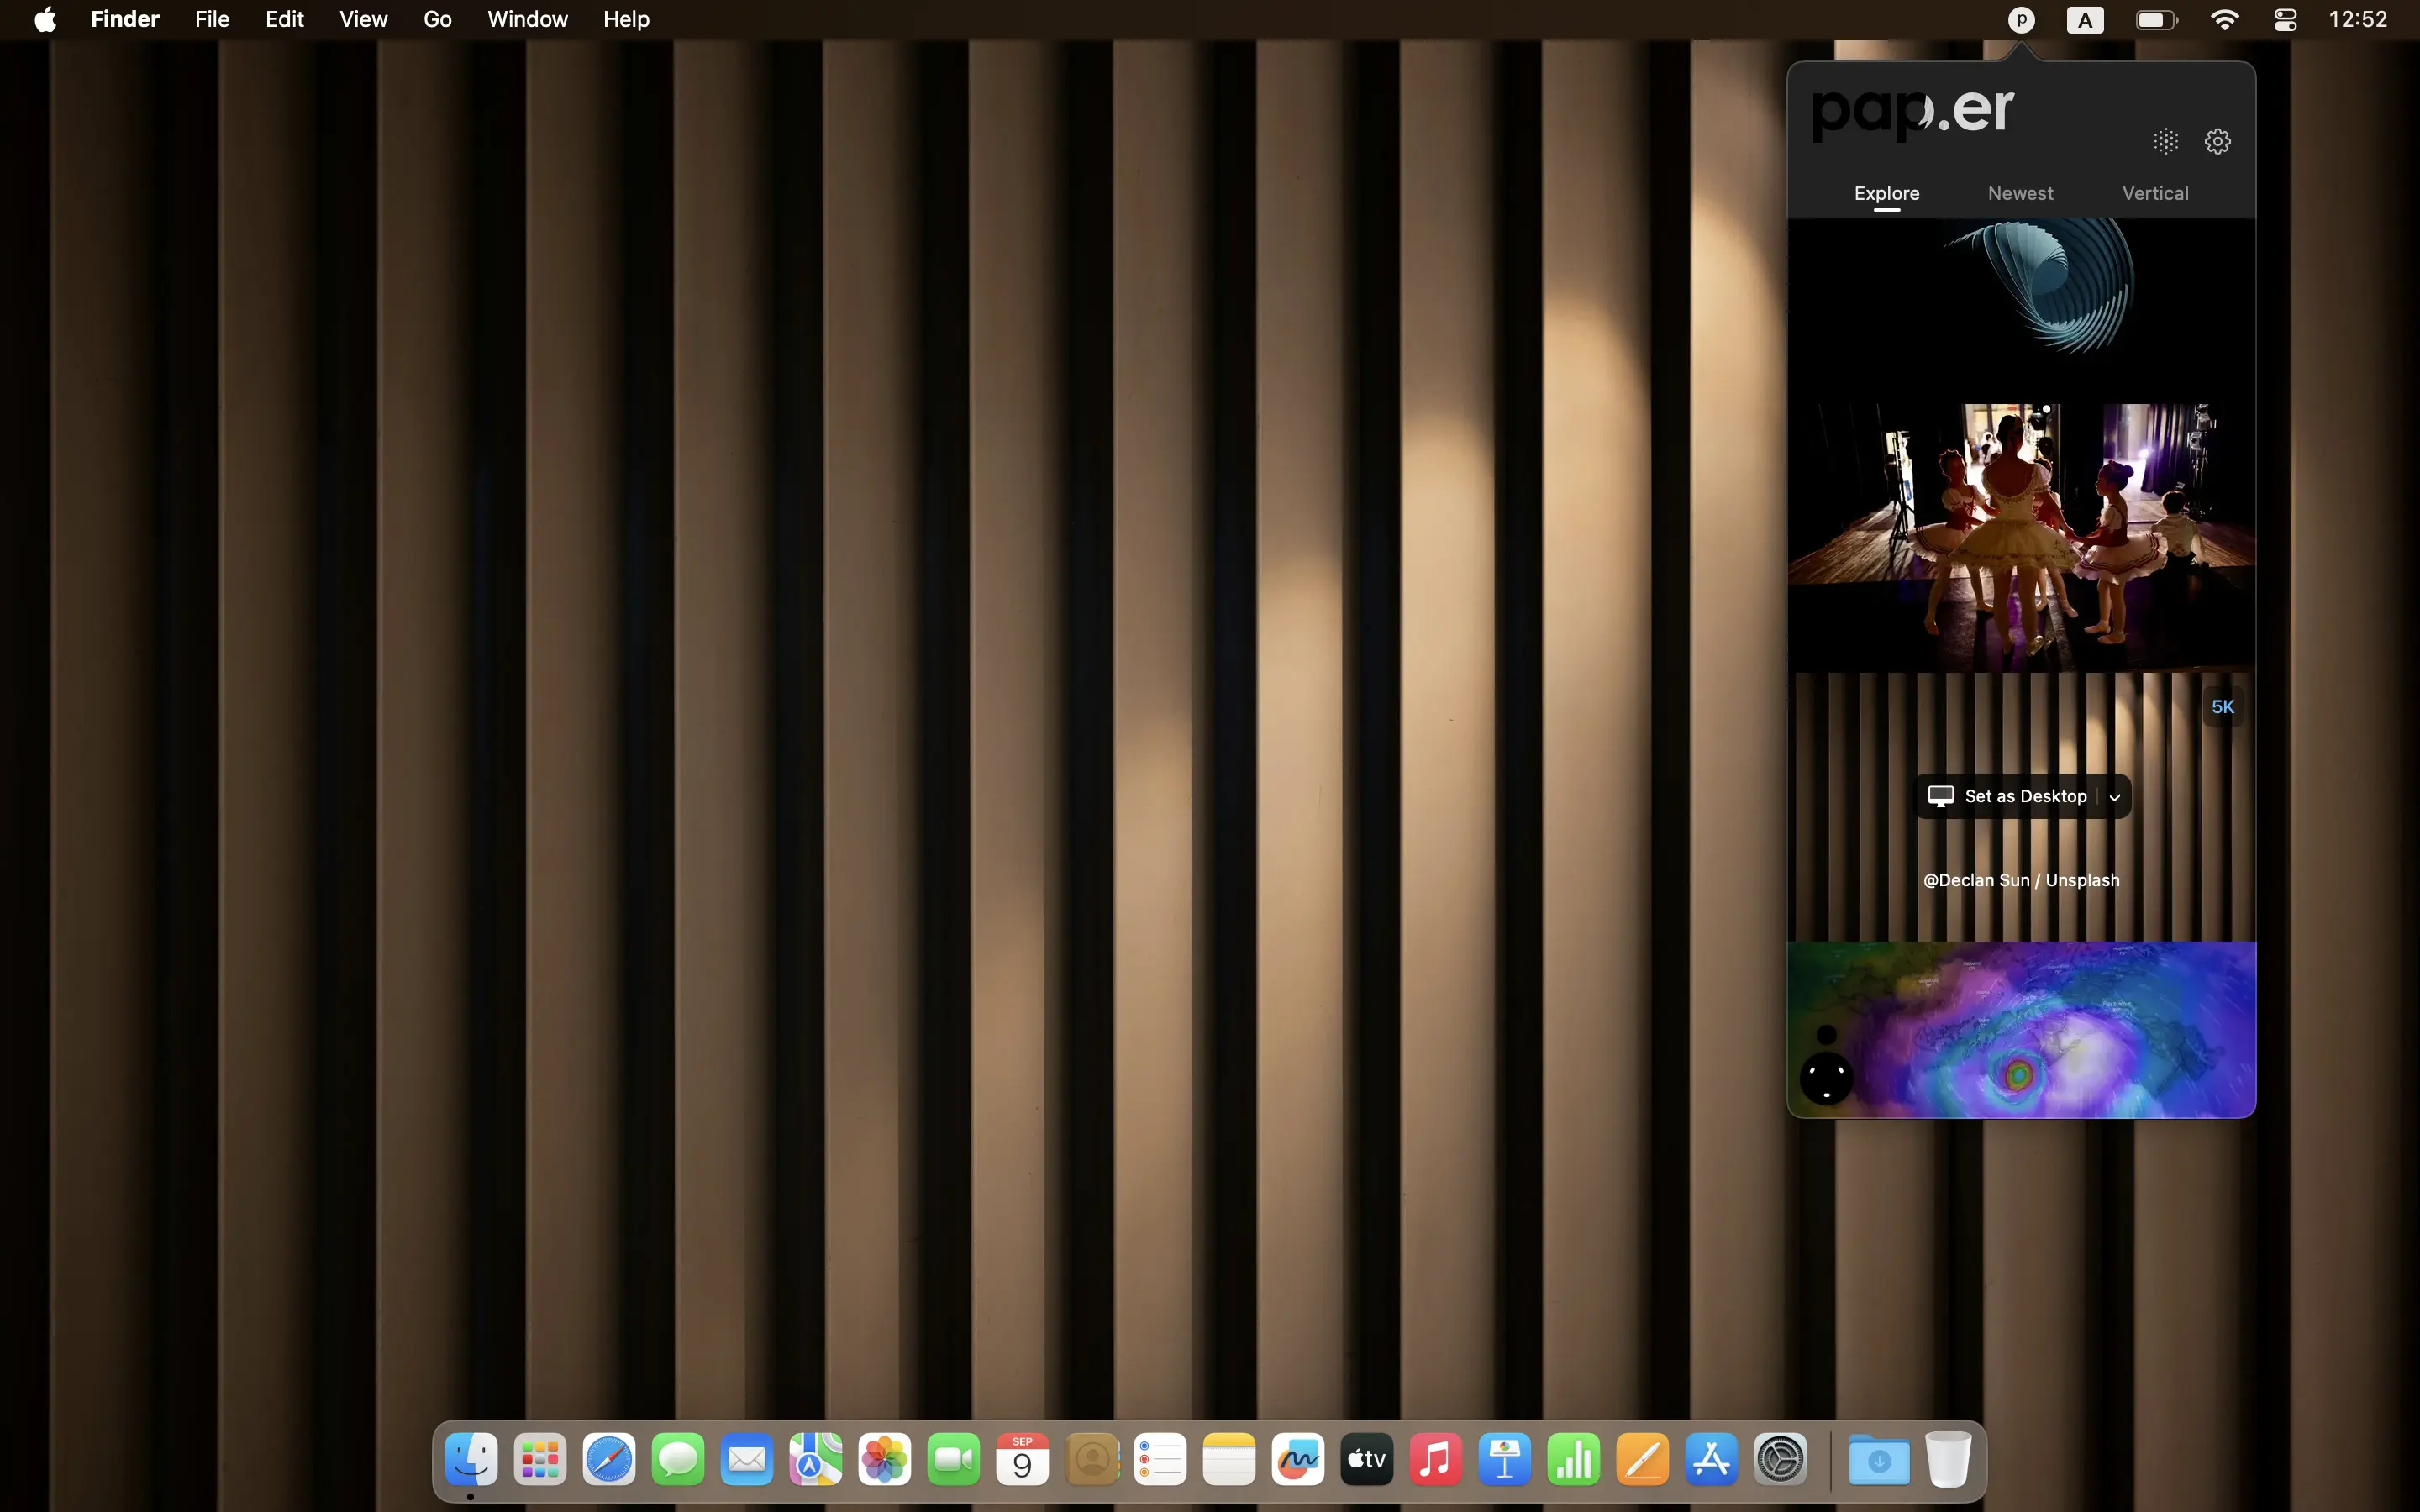 Finder File Edit View Go Window Help p A 12:52
pap.er
Explore Newest Vertical
5K
Set as Desktop
@Declan Sun / Unsplash
SEP
9
tv